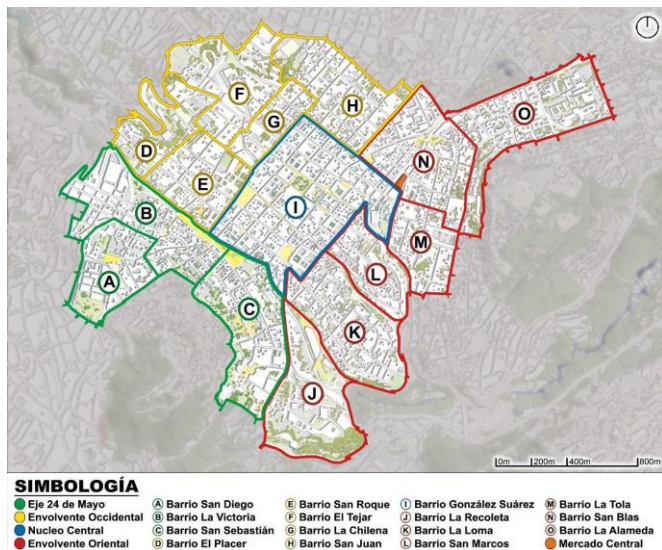 F
H
G
O
D
N
E
B
I
M
A
L
C
K
J
0m 200m 400m 800m
SIMBOLOGÍA
Eje 24 de Mayo A Barrio San Diego E Barrio San Roque I Barrio González Suárez M Barrio La Tola
Envolvente Occidental B Barrio La Victoria F Barrio El Tejar J Barrio La Recoleta N Barrio San Blas
Nucleo Central C Barrio San Sebastián G Barrio La Chilena K Barrio La Loma O Barrio La Alameda
Envolvente Oriental D Barrio El Placer H Barrio San Juan L Barrio San Marcos Mercado Central